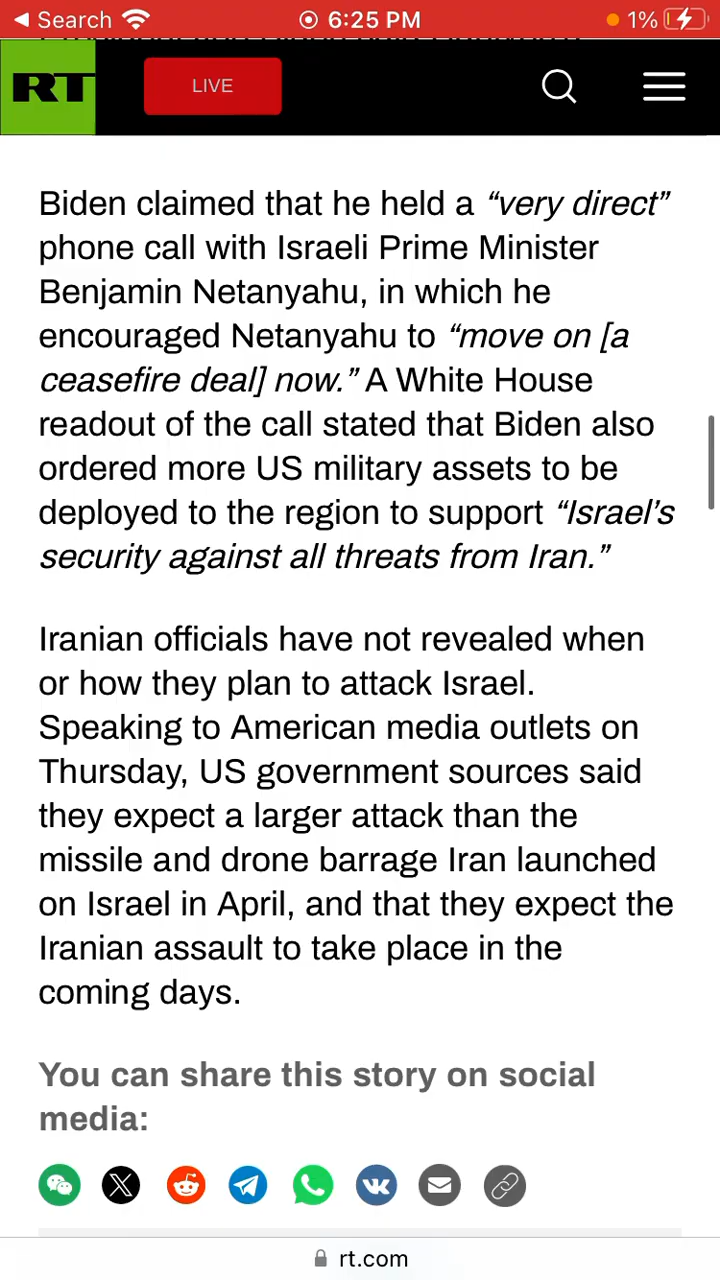 Search
6:25 PM
1%
RT
LIVE
Biden claimed that he held a “very direct”
phone call with Israeli Prime Minister
Benjamin Netanyahu, in which he
encouraged Netanyahu to “move on [a
ceasefire deal] now.” A White House
readout of the call stated that Biden also
ordered more US military assets to be
deployed to the region to support “Israel’s
security against all threats from Iran.”
Iranian officials have not revealed when
or how they plan to attack Israel.
Speaking to American media outlets on
Thursday, US government sources said
they expect a larger attack than the
missile and drone barrage Iran launched
on Israel in April, and that they expect the
Iranian assault to take place in the
coming days.
You can share this story on social
media:
rt.com